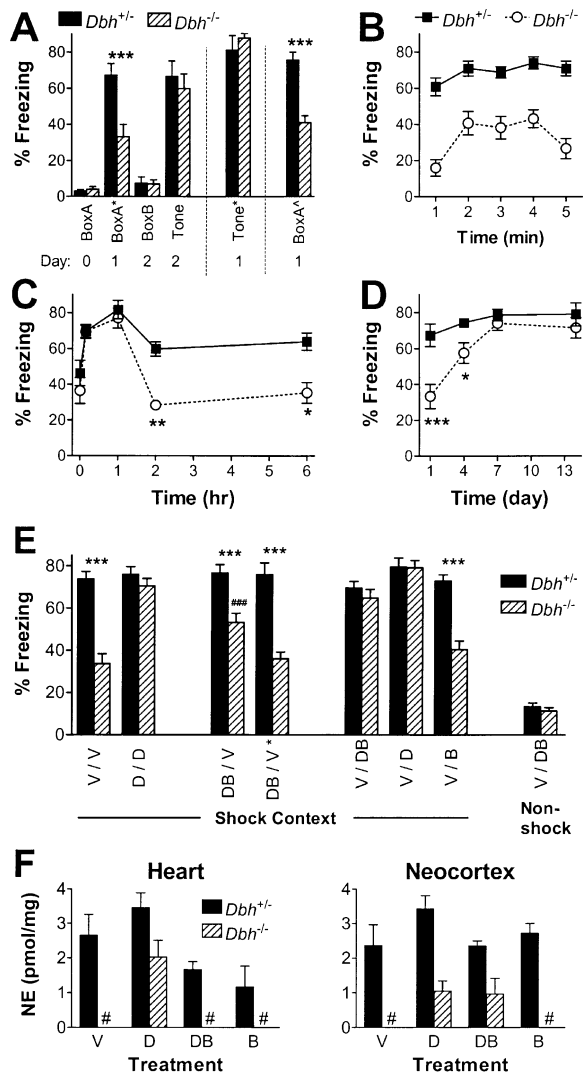 A
Dbh+/-
Dbh-/-
% Freezing
80
60
40
20
0
***
***
BoxA
BoxA*
BoxB
Tone
Tone*
BoxA^
Day: 0 1 2 2 1 1
B
Dbh+/-
Dbh-/-
% Freezing
80
60
40
20
0
1 2 3 4 5
Time (min)
C
% Freezing
80
60
40
20
0
**
*
0 1 2 3 4 5 6
Time (hr)
D
% Freezing
80
60
40
20
0
***
*
1 4 7 10 13
Time (day)
E
% Freezing
80
60
40
20
0
***
***
###
***
***
Dbh+/-
Dbh-/-
V / V
D / D
DB / V
DB / V*
V / DB
V / D
V / B
V / DB
Shock Context
Non-
shock
F
Heart
NE (pmol/mg)
4
3
2
1
0
Dbh+/-
Dbh-/-
# # #
V D DB B
Treatment
Neocortex
4
3
2
1
0
# #
V D DB B
Treatment